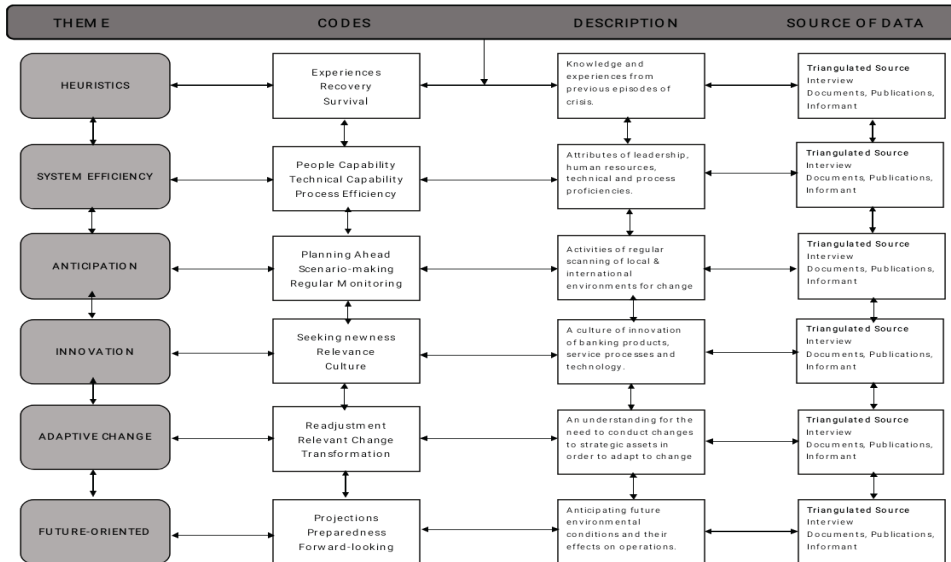 THEME
CODES
DESCRIPTION
SOURCE OF DATA
HEURISTICS
Experiences
Recovery
Survival
Knowledge and
experiences from
previous episodes of
crisis.
Triangulated Source
Interview
Documents, Publications,
Informant
SYSTEM EFFICIENCY
People Capability
Technical Capability
Process Efficiency
Attributes of leadership,
human resources,
technical and process
proficiencies.
Triangulated Source
Interview
Documents, Publications,
Informant
ANTICIPATION
Planning Ahead
Scenario-making
Regular Monitoring
Activities of regular
scanning of local &
international
environments for change
Triangulated Source
Interview
Documents, Publications,
Informant
INNOVATION
Seeking newness
Relevance
Culture
A culture of innovation
of banking products,
service processes and
technology.
Triangulated Source
Interview
Documents, Publications,
Informant
ADAPTIVE CHANGE
Readjustment
Relevant Change
Transformation
An understanding for the
need to conduct changes
to strategic assets in
order to adapt to change
Triangulated Source
Interview
Documents, Publications,
Informant
FUTURE-ORIENTED
Projections
Preparedness
Forward-looking
Anticipating future
environmental
conditions and their
effects on operations.
Triangulated Source
Interview
Documents, Publications,
Informant